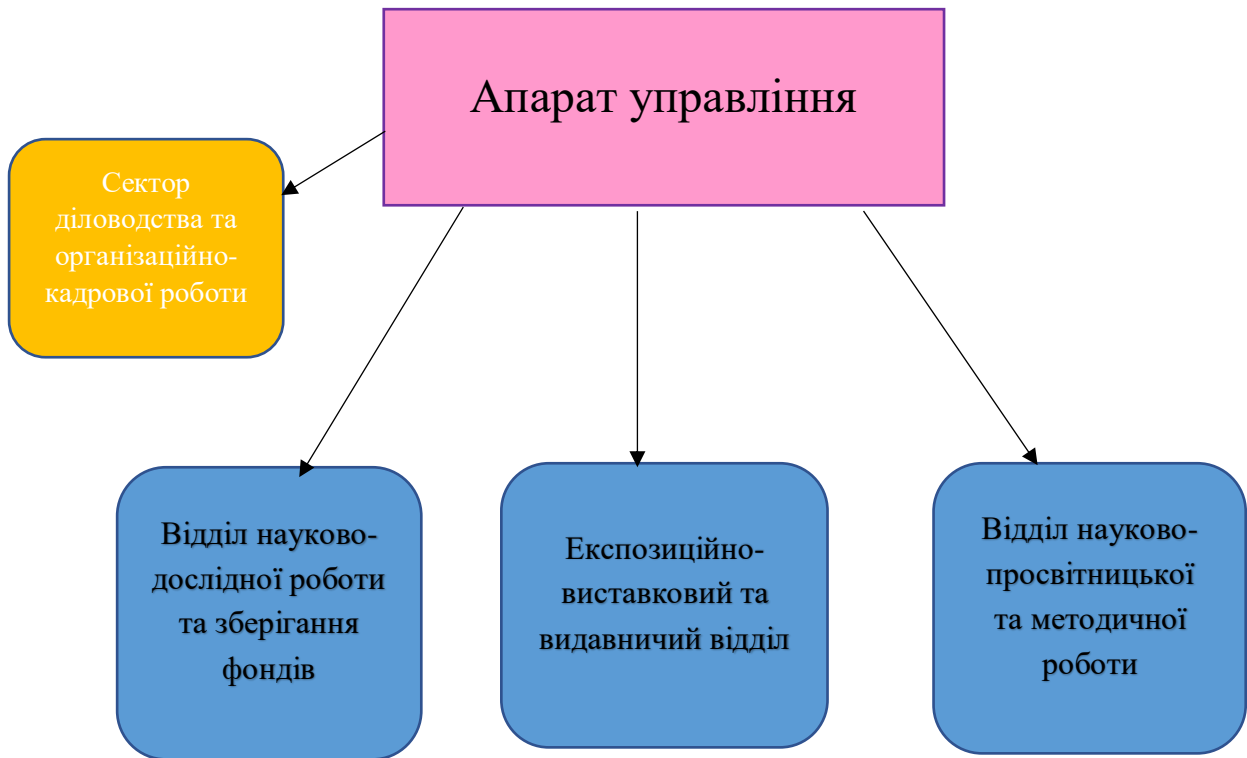 Апарат управління
Сектор
діловодства та
організаційно-
кадрової роботи
Відділ науково-
дослідної роботи
та зберігання
фондів
Експозиційно-
виставковий та
видавничий відділ
Відділ науково-
просвітницької
та методичної
роботи